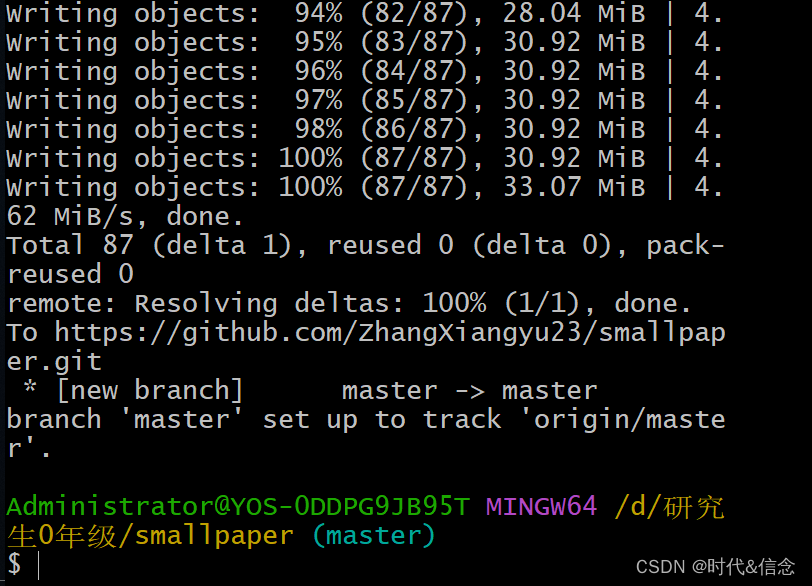 Writing objects:  94% (82/87), 28.04 MiB | 4.
Writing objects:  95% (83/87), 30.92 MiB | 4.
Writing objects:  96% (84/87), 30.92 MiB | 4.
Writing objects:  97% (85/87), 30.92 MiB | 4.
Writing objects:  98% (86/87), 30.92 MiB | 4.
Writing objects: 100% (87/87), 30.92 MiB | 4.
Writing objects: 100% (87/87), 33.07 MiB | 4.
62 MiB/s, done.
Total 87 (delta 1), reused 0 (delta 0), pack-
reused 0
remote: Resolving deltas: 100% (1/1), done.
To https://github.com/ZhangXiangyu23/smallpap
er.git
 * [new branch]      master -> master
branch 'master' set up to track 'origin/maste
r'.
Administrator@YOS-0DDPG9JB95T MINGW64 /d/研究
生0年级/smallpaper (master)
$
CSDN @时代&信念